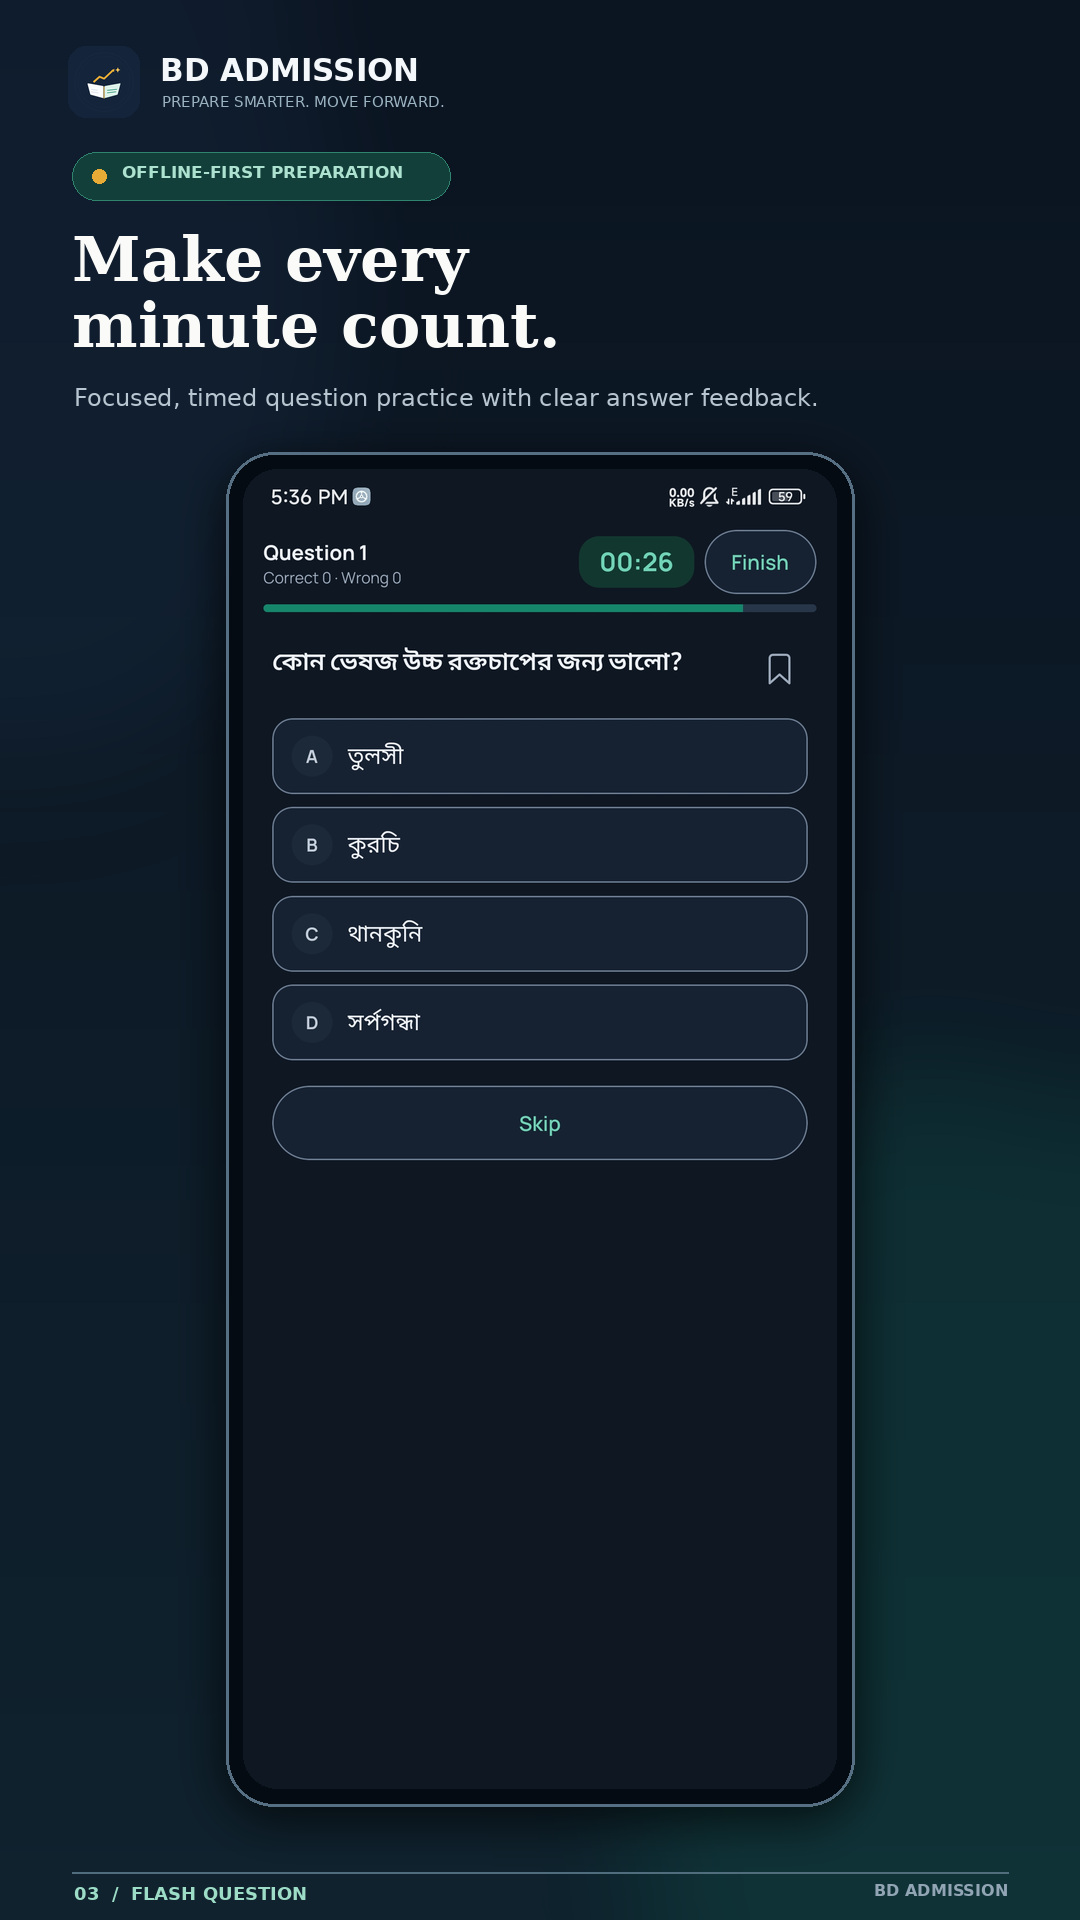 BD ADMISSION
PREPARE SMARTER. MOVE FORWARD.
OFFLINE-FIRST PREPARATION
Make every
minute count.
Focused, timed question practice with clear answer feedback.
5:36 PM 0.00 KB/s E 59
Question 1
Correct 0 · Wrong 0
00:26
Finish
কোন ভেষজ উচ্চ রক্তচাপের জন্য ভালো?
A তুলসী
B কুরচি
C থানকুনি
D সর্পগন্ধা
Skip
03 / FLASH QUESTION
BD ADMISSION